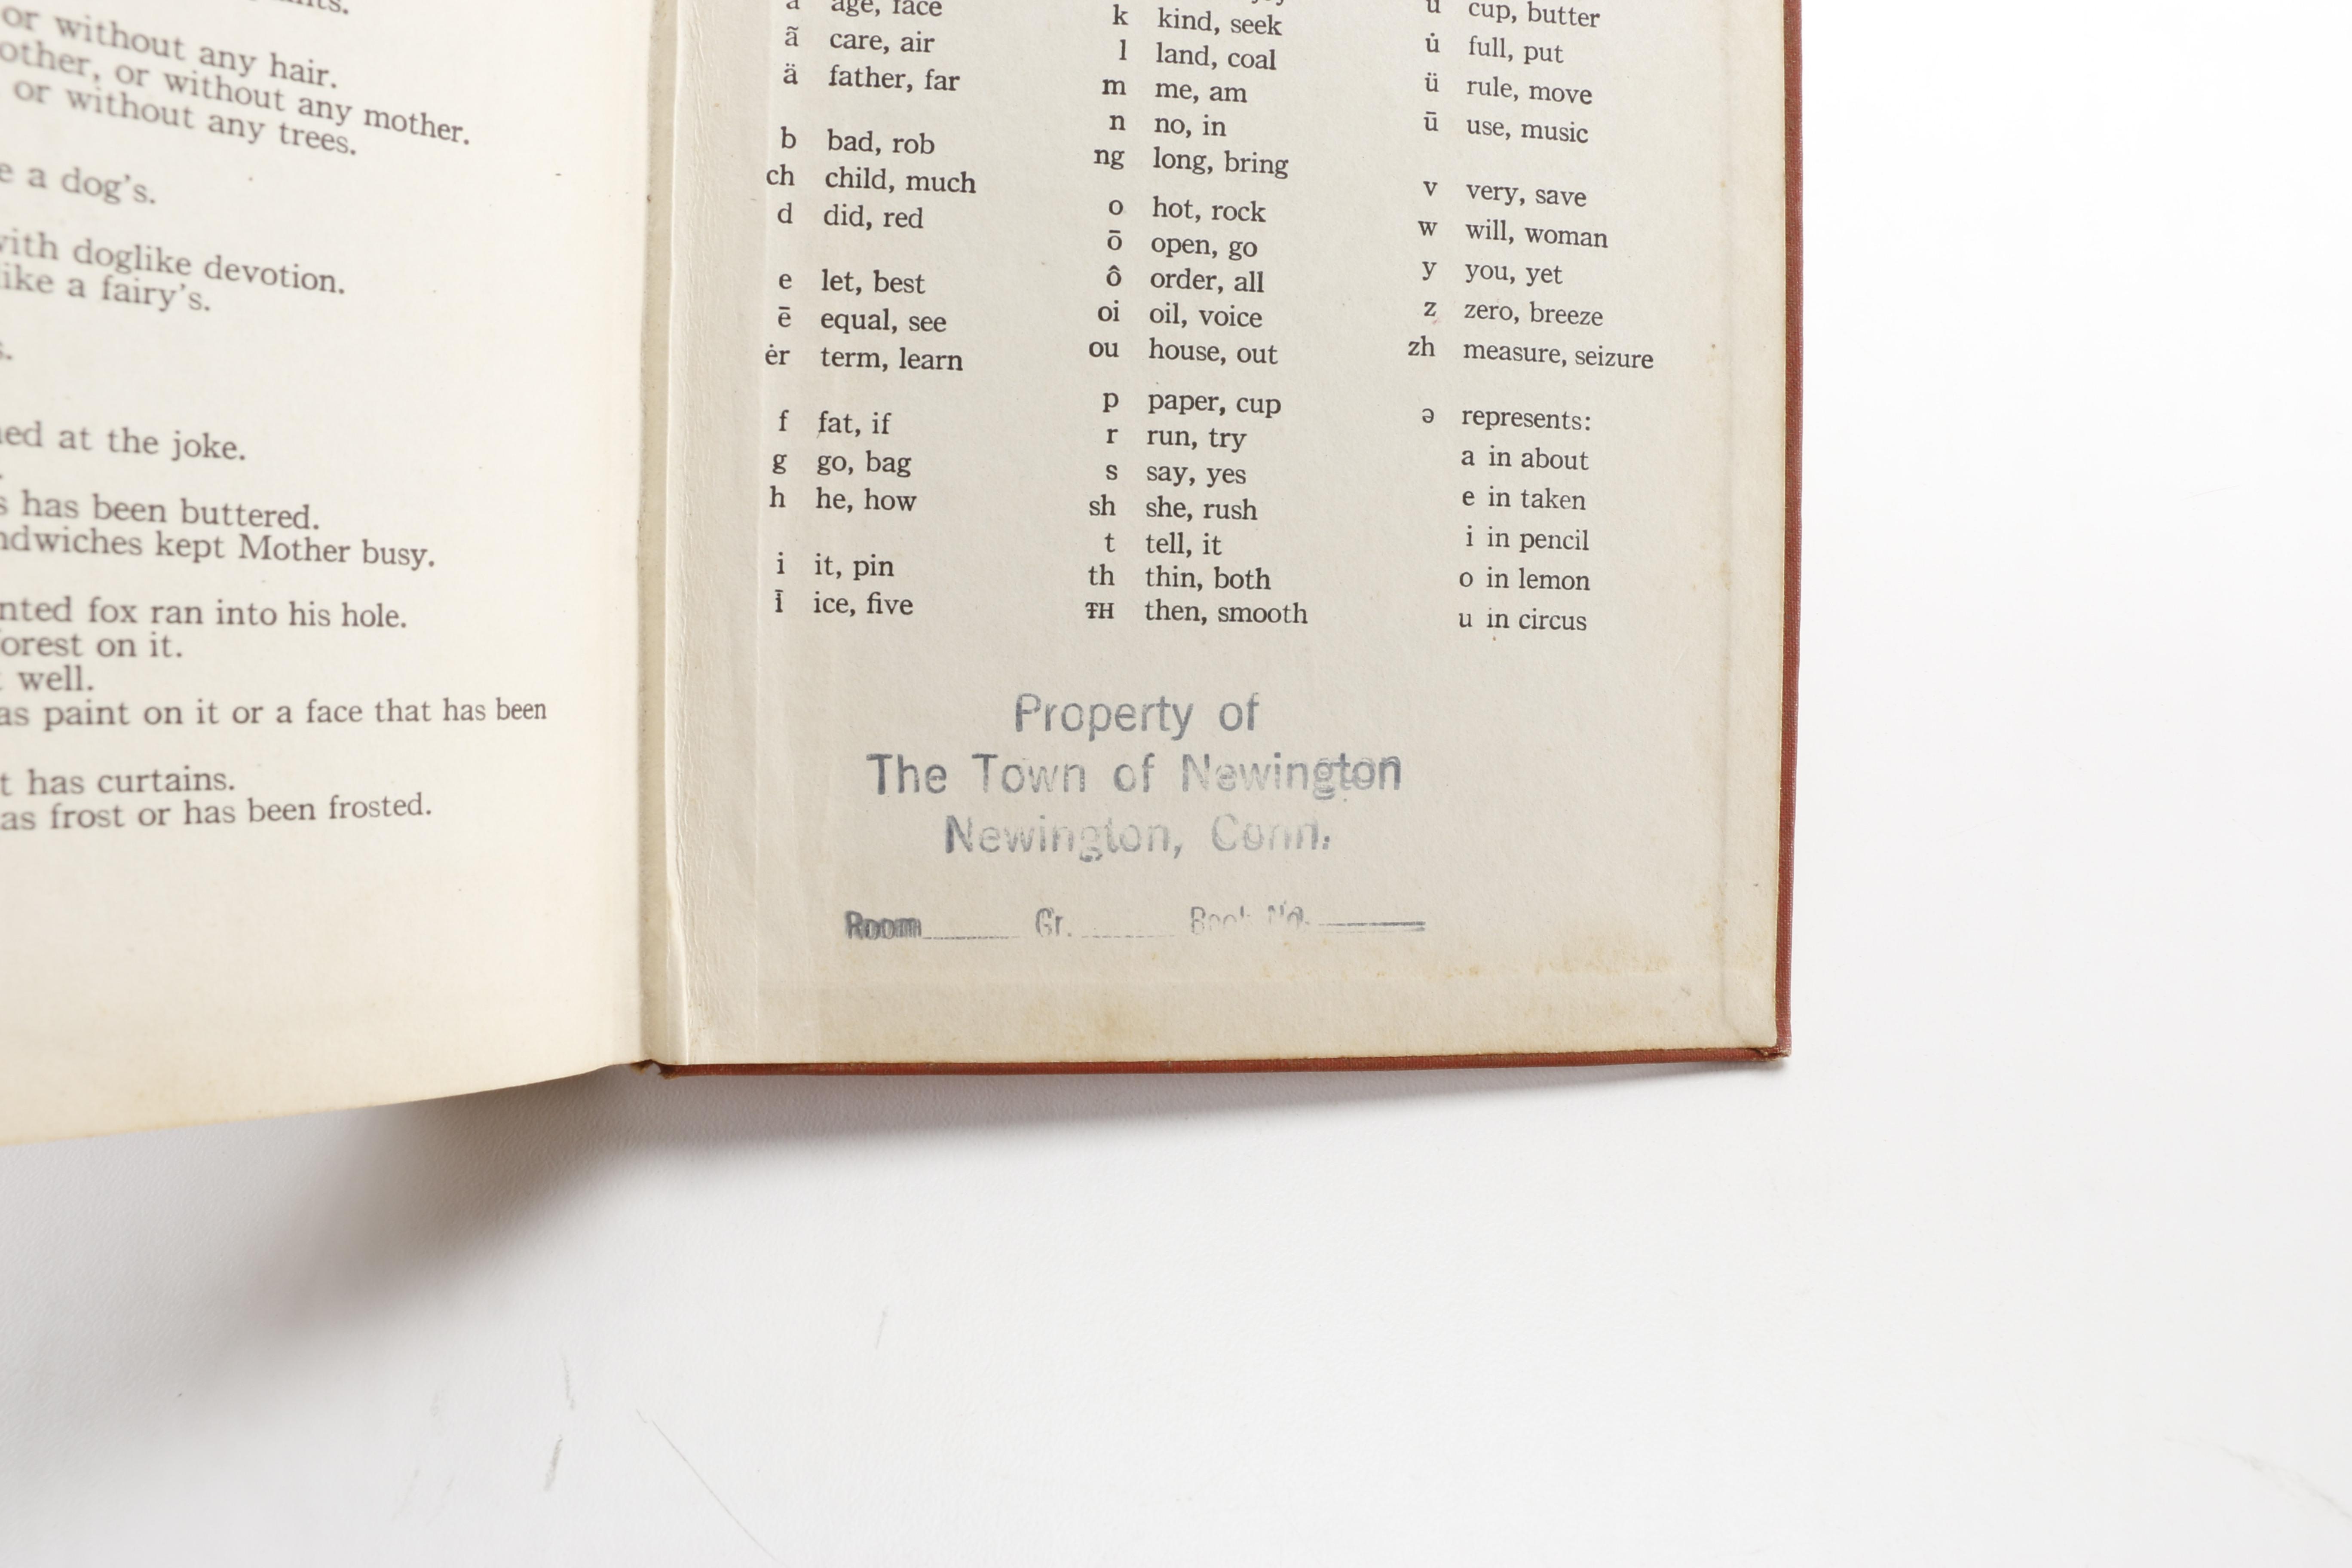 or without any hair.
other, or without any mother.
or without any trees.
e a dog's.
with doglike devotion.
like a fairy's.
s.
ed at the joke.
s has been buttered.
ndwiches kept Mother busy.
nted fox ran into his hole.
orest on it.
well.
as paint on it or a face that has been
t has curtains.
as frost or has been frosted.
age, face
ã care, air
ä father, far
b bad, rob
ch child, much
d did, red
e let, best
ē equal, see
ėr term, learn
f fat, if
g go, bag
h he, how
i it, pin
ī ice, five
k kind, seek
l land, coal
m me, am
n no, in
ng long, bring
o hot, rock
ō open, go
ô order, all
oi oil, voice
ou house, out
p paper, cup
r run, try
s say, yes
sh she, rush
t tell, it
th thin, both
ŦH then, smooth
u cup, butter
u̇ full, put
ü rule, move
ū use, music
v very, save
w will, woman
y you, yet
z zero, breeze
zh measure, seizure
ə represents:
a in about
e in taken
i in pencil
o in lemon
u in circus
Property of
The Town of Newington
Newington, Conn.
Room Gr. Book No.